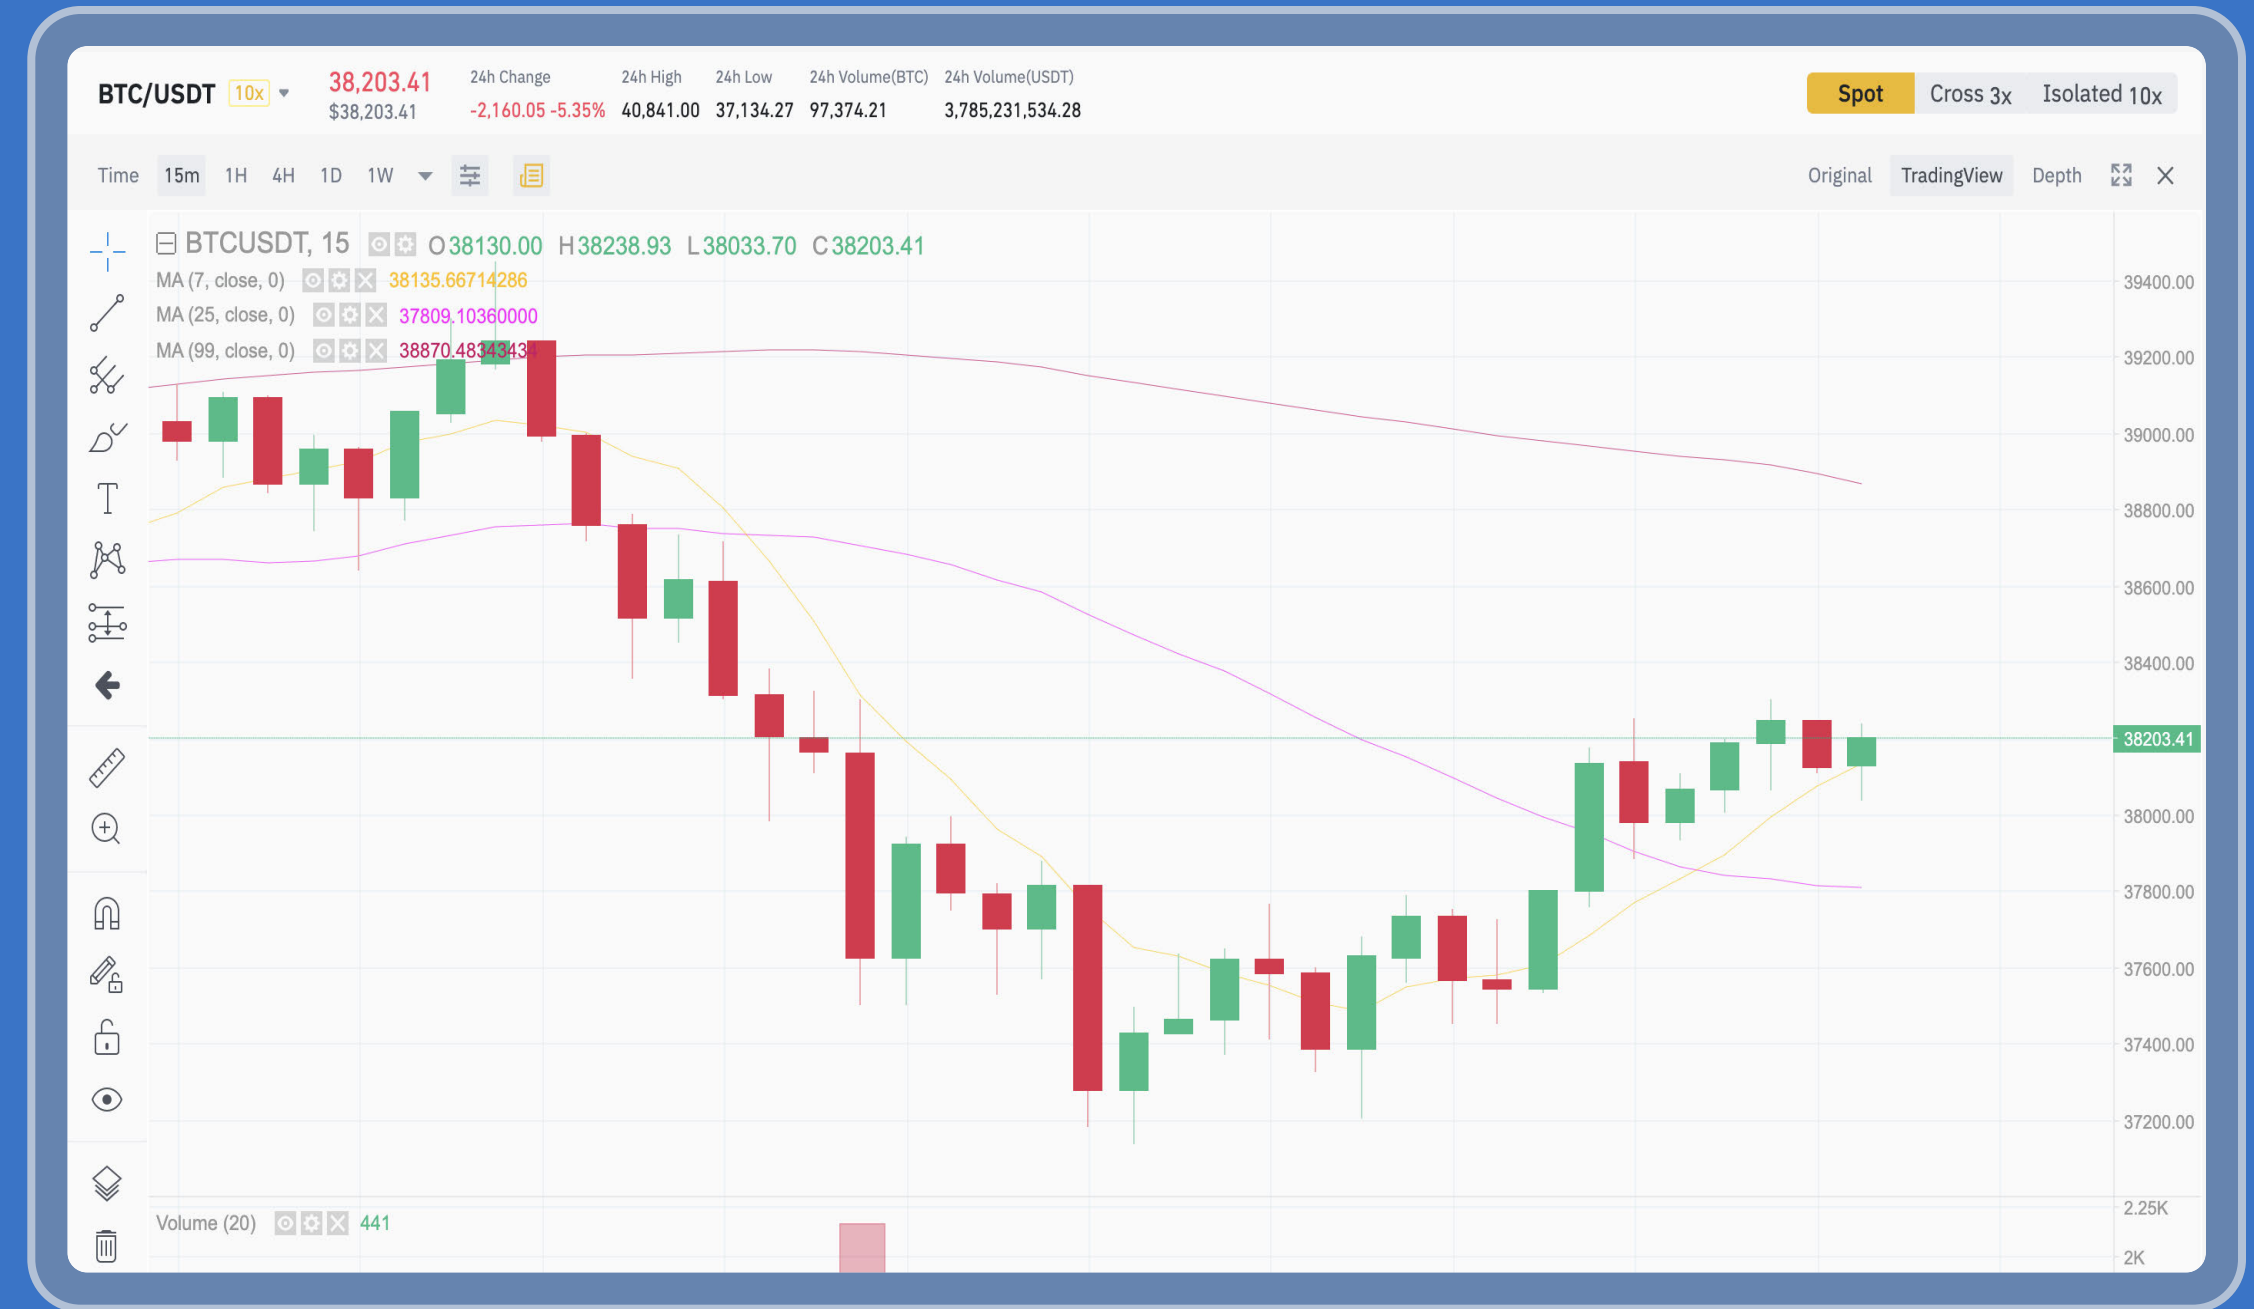 BTC/USDT 10x 38,203.41 24h Change 24h High 24h Low 24h Volume(BTC) 24h Volume(USDT) Spot Cross 3x Isolated 10x
$38,203.41 -2,160.05 -5.35% 40,841.00 37,134.27 97,374.21 3,785,231,534.28
Time 15m 1H 4H 1D 1W Original TradingView Depth
BTCUSDT, 15 O38130.00 H38238.93 L38033.70 C38203.41
MA (7, close, 0) 38135.66714286
MA (25, close, 0) 37809.10360000
MA (99, close, 0) 38870.48343434
39400.00
39200.00
39000.00
38800.00
38600.00
38400.00
38203.41
38000.00
37800.00
37600.00
37400.00
37200.00
2.25K
Volume (20) 441
2K